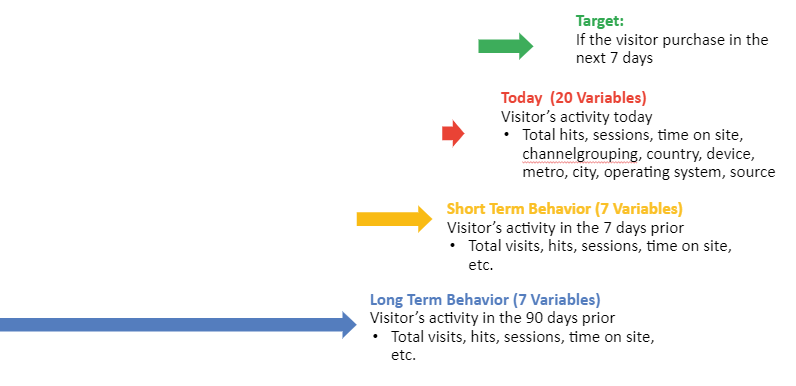 Target:
If the visitor purchase in the
next 7 days
Today (20 Variables)
Visitor's activity today
• Total hits, sessions, time on site,
channelgrouping, country, device,
metro, city, operating system, source
Short Term Behavior (7 Variables)
Visitor's activity in the 7 days prior
• Total visits, hits, sessions, time on site,
etc.
Long Term Behavior (7 Variables)
Visitor's activity in the 90 days prior
• Total visits, hits, sessions, time on site,
etc.